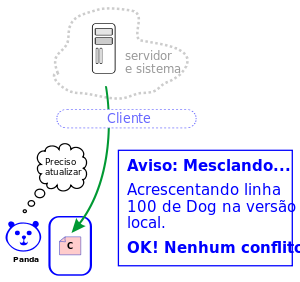 servidor
e sistema
Cliente
Preciso
atualizar
Aviso: Mesclando...
Acrescentando linha
100 de Dog na versão
local.
OK! Nenhum conflito
C
Panda